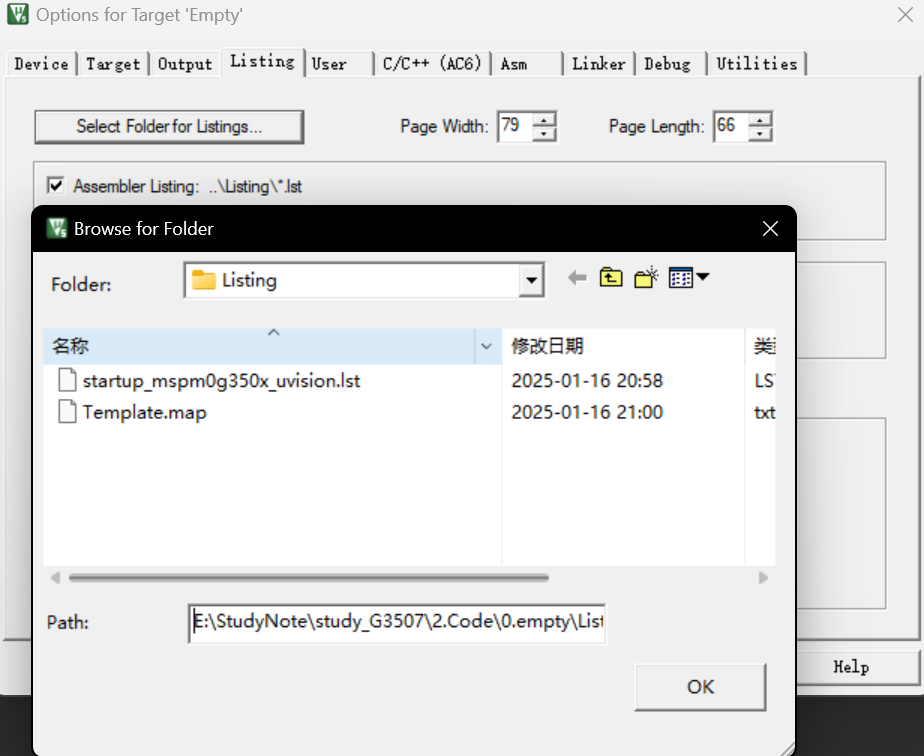 Options for Target 'Empty'
Device Target Output Listing User C/C++ (AC6) Asm Linker Debug Utilities
Select Folder for Listings... Page Width: 79 Page Length: 66
Assembler Listing: ..\Listing\*.lst
Browse for Folder
Folder: Listing
名称 修改日期 类型
startup_mspm0g350x_uvision.lst 2025-01-16 20:58 LST
Template.map 2025-01-16 21:00 txt
Path: E:\StudyNote\study_G3507\2.Code\0.empty\List
OK
Help